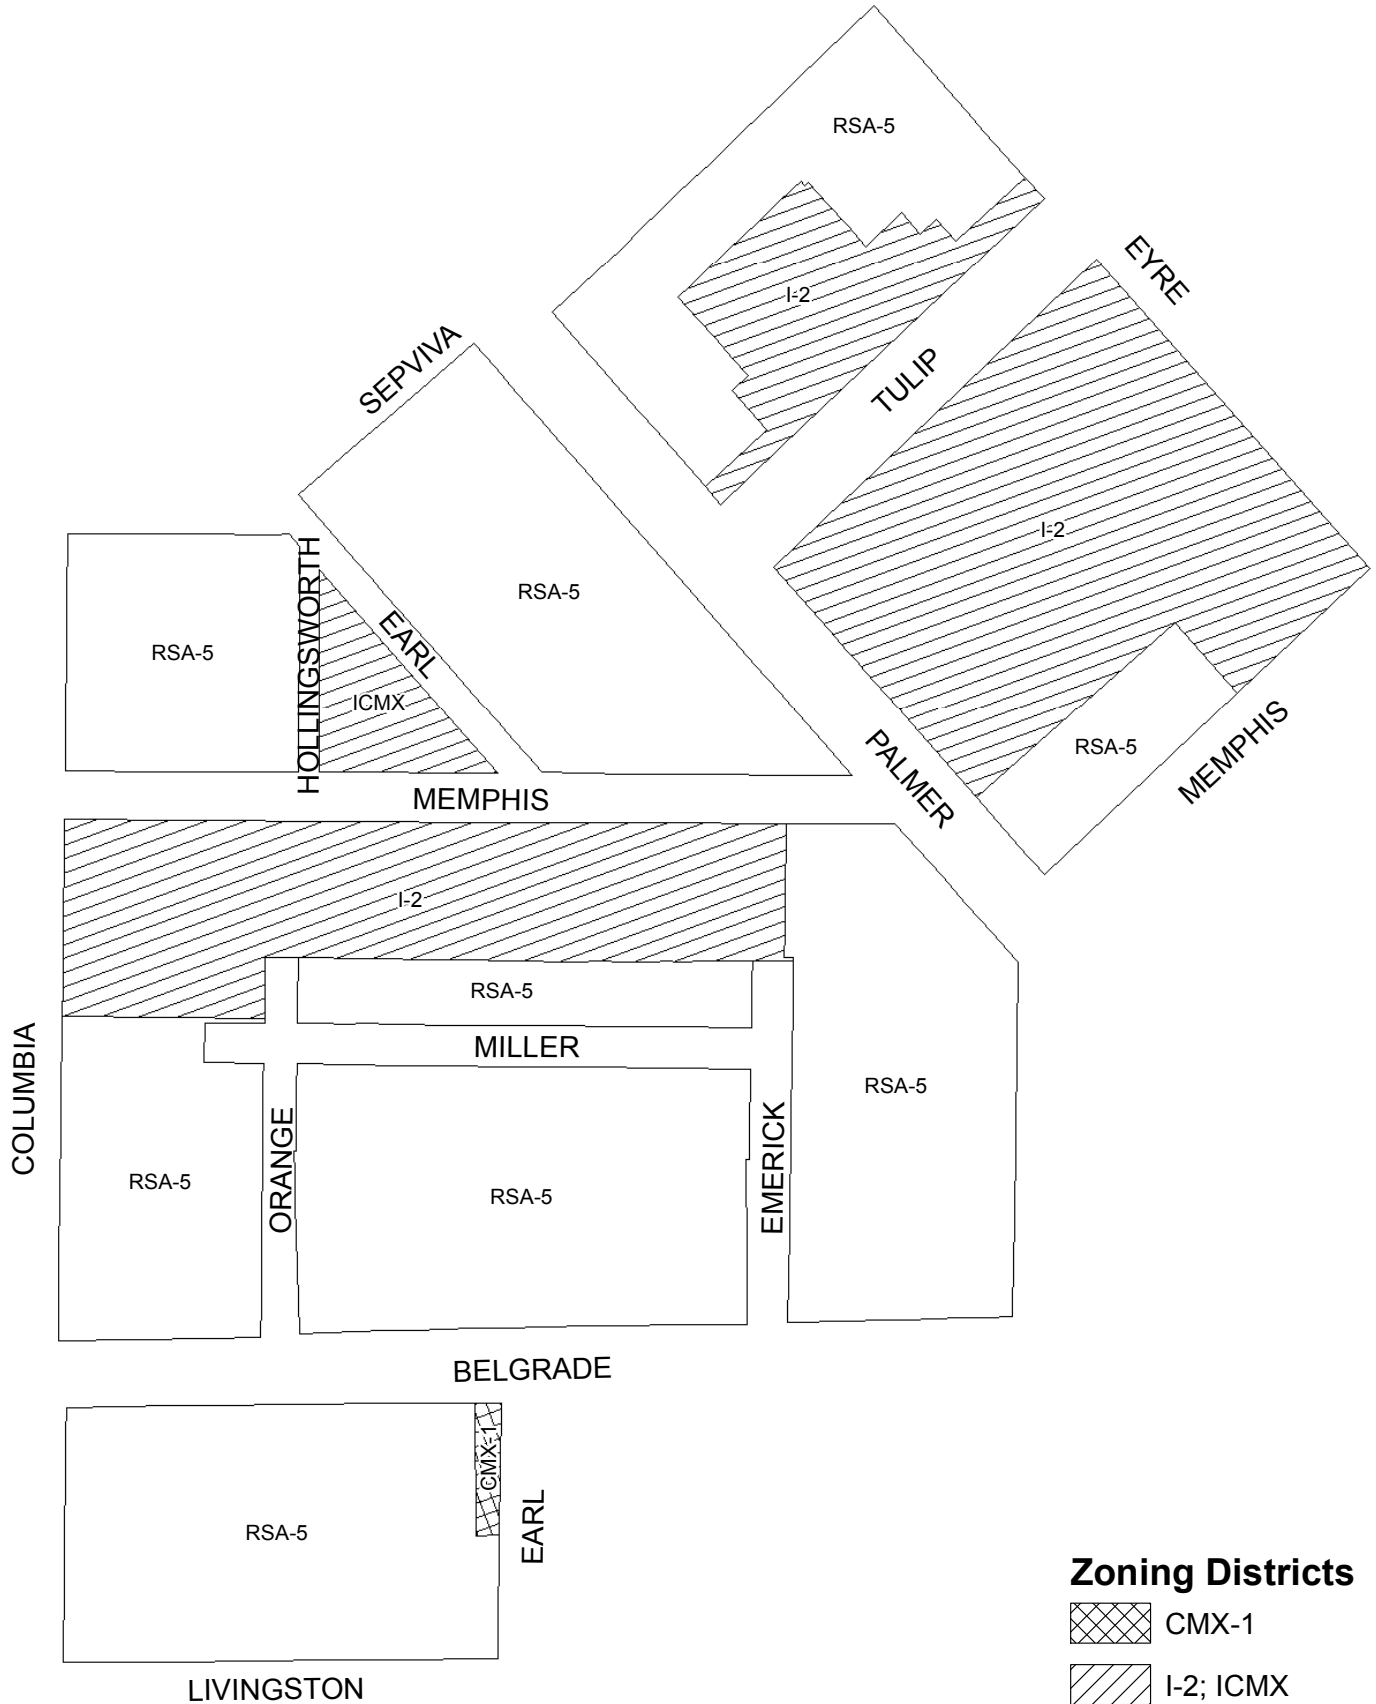 RSA-5
EYRE
I-2
SEPVIVA
TULIP
I-2
HOLLINGSWORTH
RSA-5
EARL
RSA-5
ICMX
RSA-5
MEMPHIS
PALMER
MEMPHIS
I-2
RSA-5
COLUMBIA
MILLER
RSA-5
ORANGE
EMERICK
RSA-5
RSA-5
BELGRADE
CMX-1
EARL
RSA-5
LIVINGSTON
Zoning Districts
CMX-1
I-2; ICMX